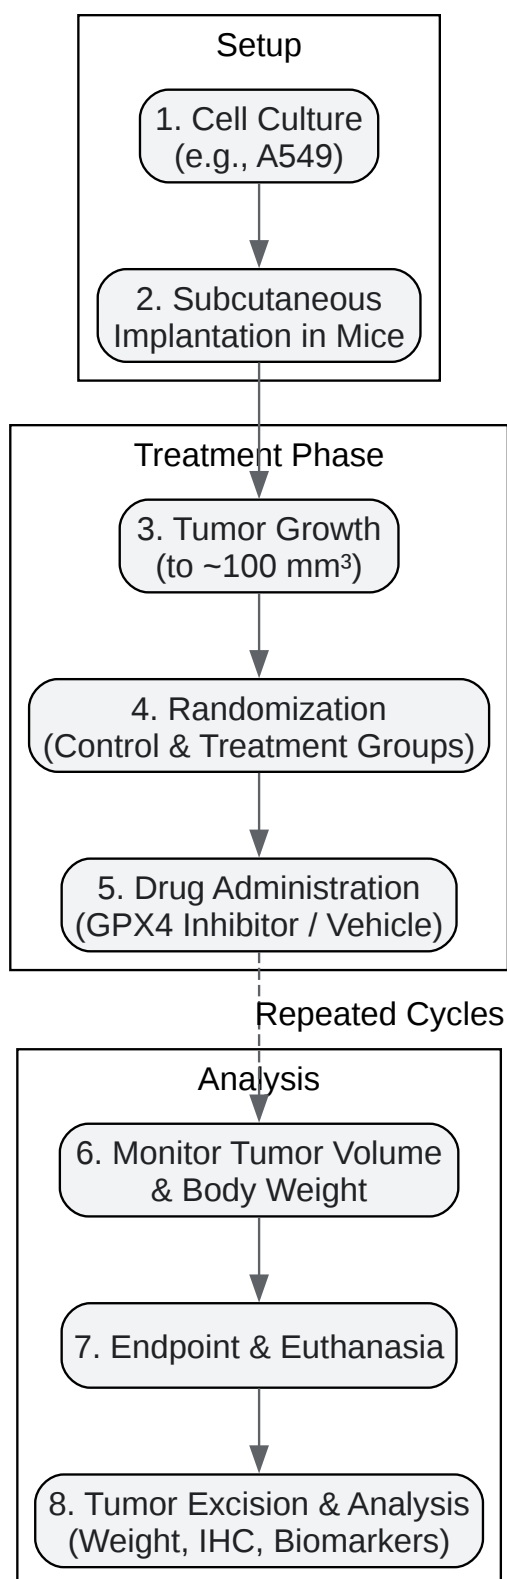 Setup
1. Cell Culture
(e.g., A549)
2. Subcutaneous
Implantation in Mice
Treatment Phase
3. Tumor Growth
(to ~100 mm³)
4. Randomization
(Control & Treatment Groups)
5. Drug Administration
(GPX4 Inhibitor / Vehicle)
Repeated Cycles
Analysis
6. Monitor Tumor Volume
& Body Weight
7. Endpoint & Euthanasia
8. Tumor Excision & Analysis
(Weight, IHC, Biomarkers)